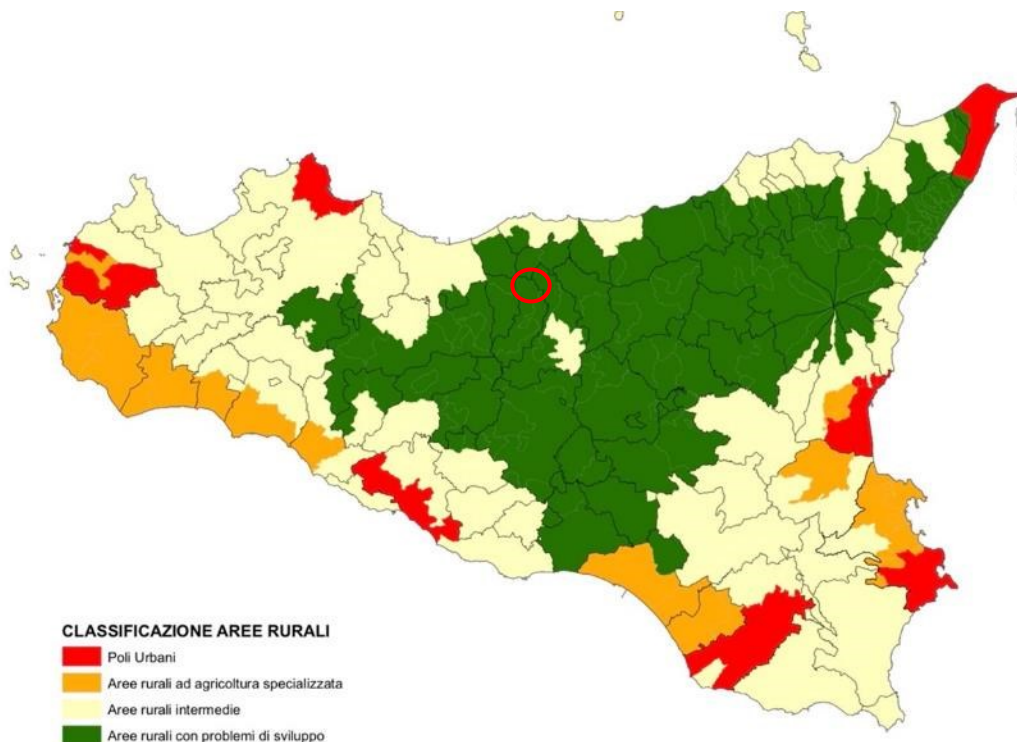 CLASSIFICAZIONE AREE RURALI
Poli Urbani
Aree rurali ad agricoltura specializzata
Aree rurali intermedie
Aree rurali con problemi di sviluppo